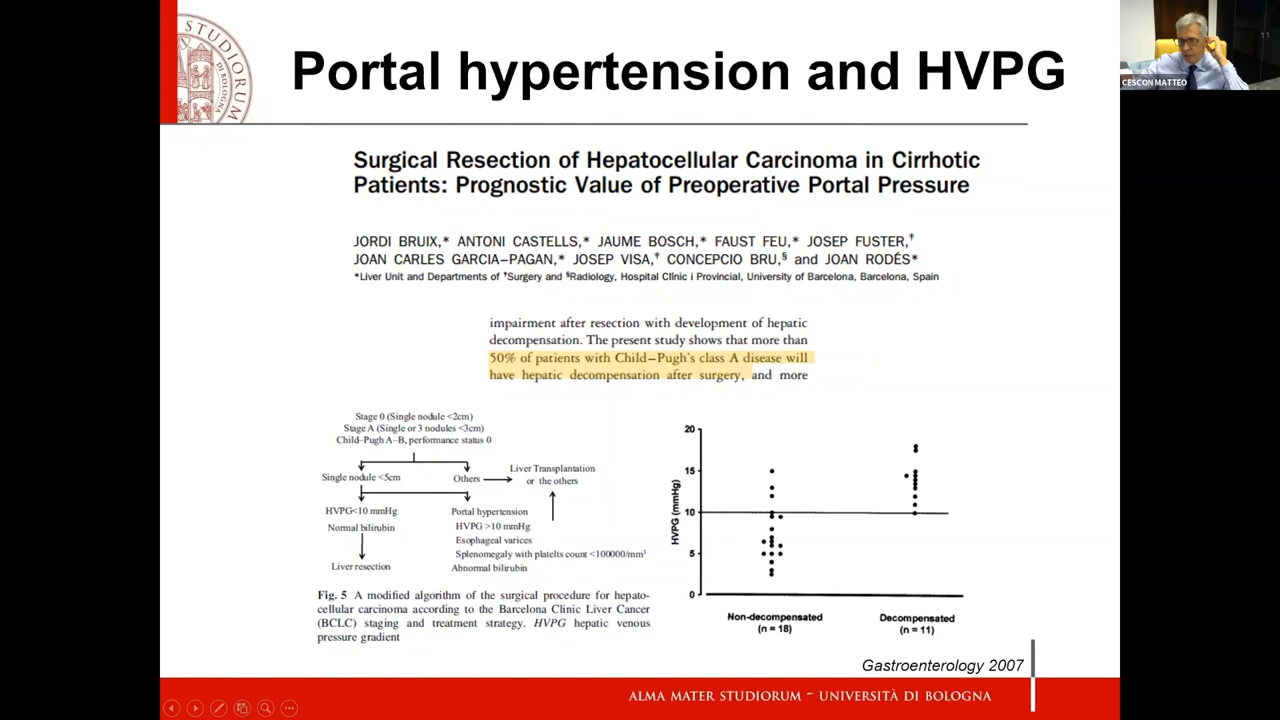 Portal hypertension and HVPG
CESCON MATTEO
STUDIORUM
DI BOLOGNA
Surgical Resection of Hepatocellular Carcinoma in Cirrhotic
Patients: Prognostic Value of Preoperative Portal Pressure
JORDI BRUIX,* ANTONI CASTELLS,* JAUME BOSCH,* FAUST FEU,* JOSEP FUSTER,†
JOAN CARLES GARCIA–PAGAN,* JOSEP VISA,† CONCEPCIO BRU,§ and JOAN RODÉS*
*Liver Unit and Departments of †Surgery and §Radiology, Hospital Clínic i Provincial, University of Barcelona, Barcelona, Spain
impairment after resection with development of hepatic
decompensation. The present study shows that more than
50% of patients with Child–Pugh's class A disease will
have hepatic decompensation after surgery, and more
Stage 0 (Single nodule <2cm)
Stage A (Single or 3 nodules <3cm)
Child–Pugh A–B, performance status 0
Single nodule <5cm
Others
Liver Transplantation
or the others
HVPG<10 mmHg
Normal bilirubin
Liver resection
Portal hypertension
HVPG >10 mmHg
Esophageal varices
Splenomegaly with platelts count <100000/mm³
Abnormal bilirubin
Fig. 5 A modified algorithm of the surgical procedure for hepato-
cellular carcinoma according to the Barcelona Clinic Liver Cancer
(BCLC) staging and treatment strategy. HVPG hepatic venous
pressure gradient
20
15
10
5
0
HVPG (mmHg)
Non-decompensated
(n = 18)
Decompensated
(n = 11)
Gastroenterology 2007
ALMA MATER STUDIORUM ~ UNIVERSITÀ DI BOLOGNA